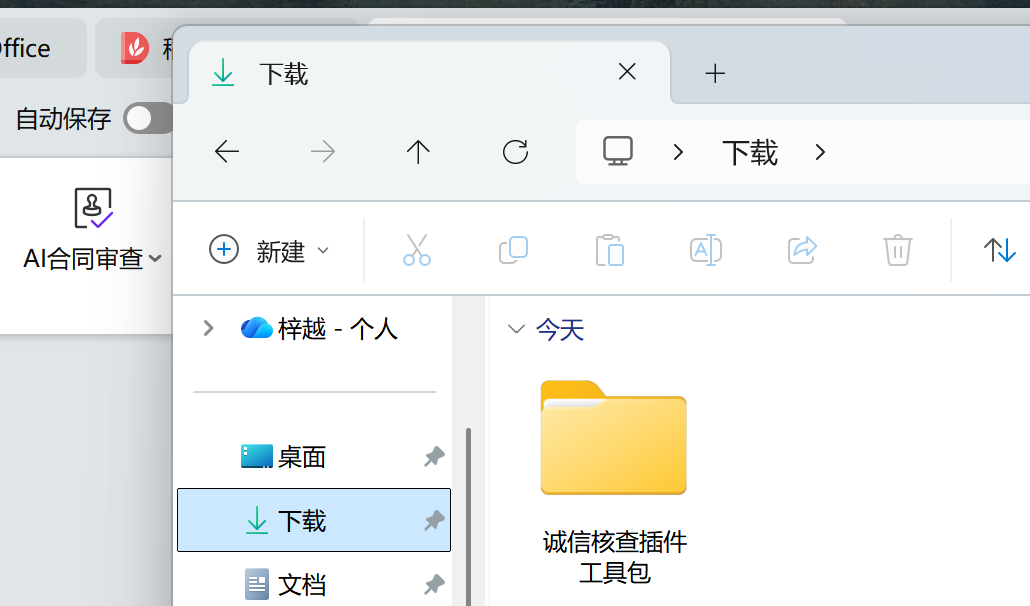 ffice
下载
自动保存
下载
AI合同审查
新建
梓越 - 个人
今天
桌面
下载
诚信核查插件
工具包
文档